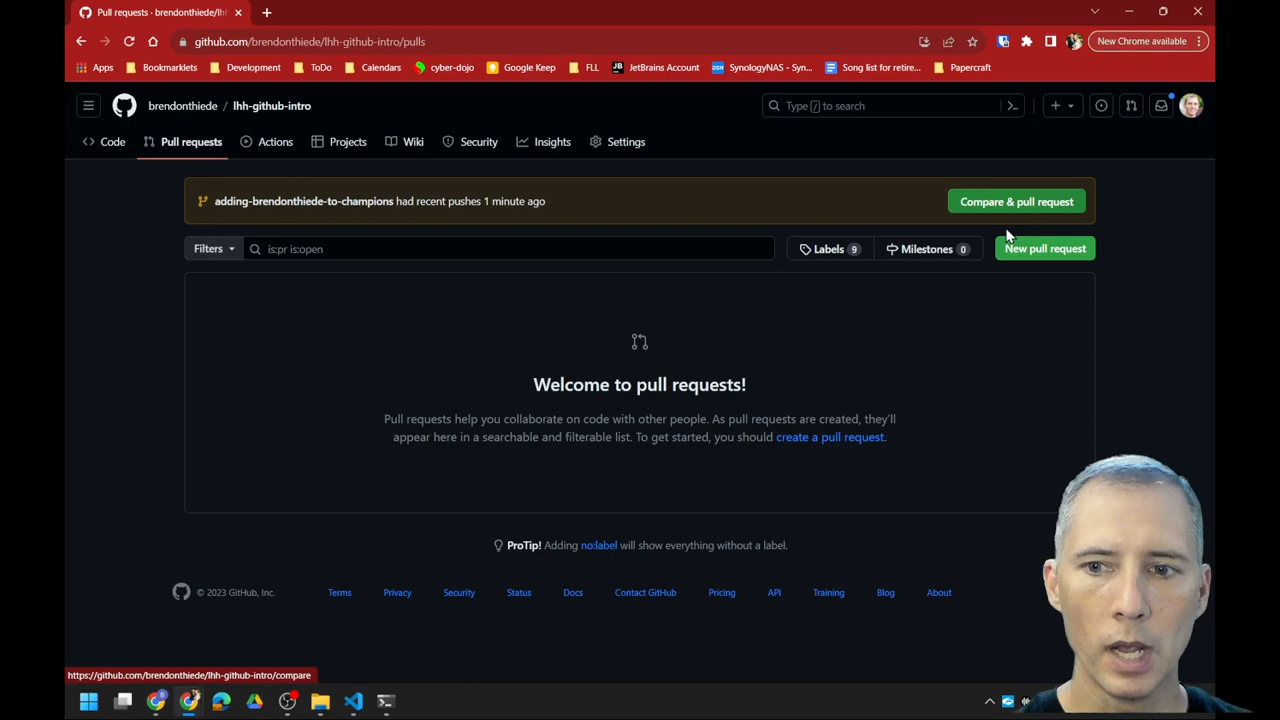 Pull requests · brendonthiede/lhh
github.com/brendonthiede/lhh-github-intro/pulls
New Chrome available
Apps
Bookmarklets
Development
ToDo
Calendars
cyber-dojo
Google Keep
FLL
JetBrains Account
SynologyNAS - Syn...
Song list for retire...
Papercraft
brendonthiede / lhh-github-intro
Type / to search
Code
Pull requests
Actions
Projects
Wiki
Security
Insights
Settings
adding-brendonthiede-to-champions had recent pushes 1 minute ago
Compare & pull request
Filters
is:pr is:open
Labels 9
Milestones 0
New pull request
Welcome to pull requests!
Pull requests help you collaborate on code with other people. As pull requests are created, they'll
appear here in a searchable and filterable list. To get started, you should create a pull request.
ProTip! Adding no:label will show everything without a label.
© 2023 GitHub, Inc.
Terms
Privacy
Security
Status
Docs
Contact GitHub
Pricing
API
Training
Blog
About
https://github.com/brendonthiede/lhh-github-intro/compare